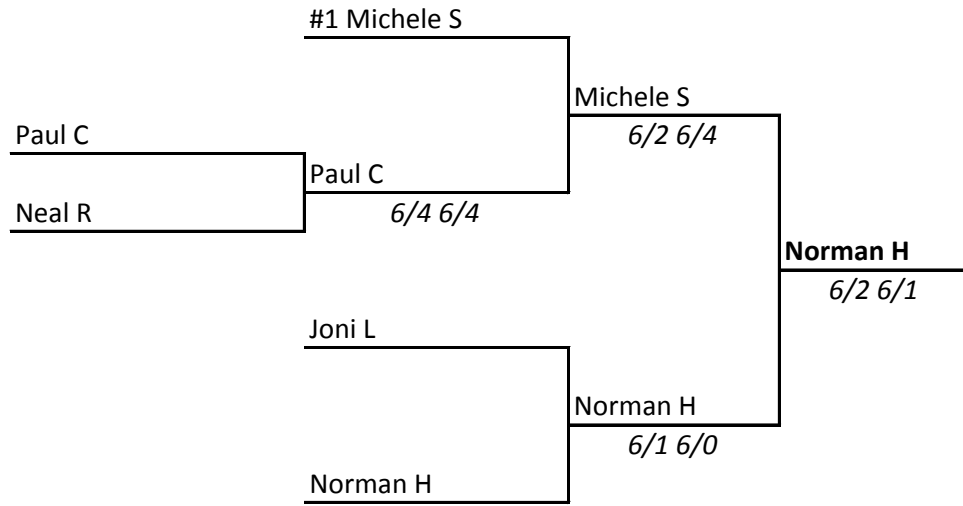 #1 Michele S
Michele S
6/2 6/4
Paul C
Paul C
6/4 6/4
Neal R
Norman H
6/2 6/1
Joni L
Norman H
6/1 6/0
Norman H